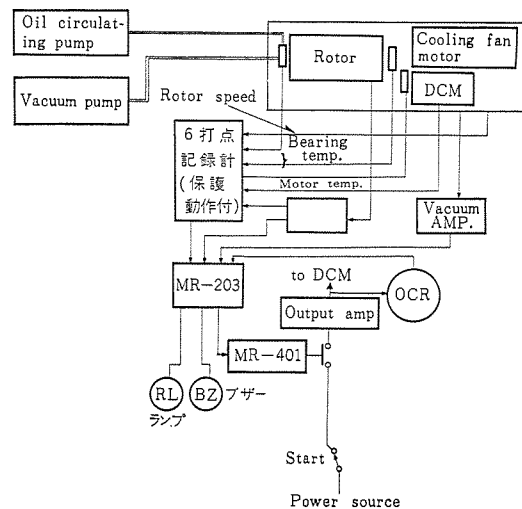 Oil circulat-
ing pump
Vacuum pump
Rotor
Cooling fan
motor
DCM
Rotor speed
6打点
記録計
(保護
動作付)
Bearing
temp.
Motor temp.
Vacuum
AMP.
MR-203
to DCM
OCR
Output amp
MR-401
RL
ランプ
BZ
ブザー
Start
Power source